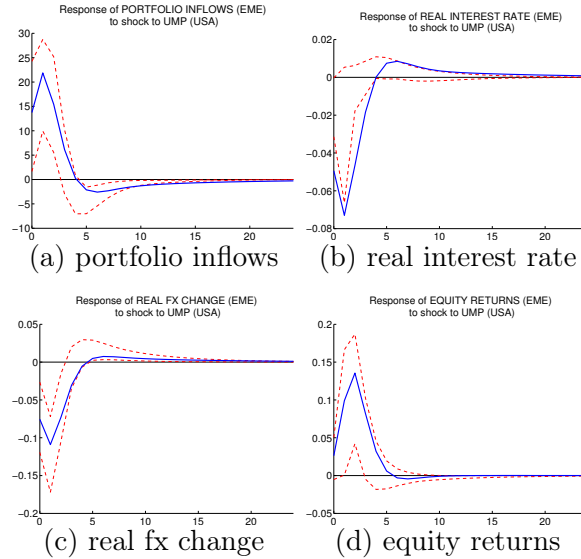 Response of PORTFOLIO INFLOWS (EME)
to shock to UMP (USA)
30
25
20
15
10
5
0
-5
-10
0 5 10 15 20
(a) portfolio inflows
Response of REAL INTEREST RATE (EME)
to shock to UMP (USA)
0.02
0
-0.02
-0.04
-0.06
-0.08
0 5 10 15 20
(b) real interest rate
Response of REAL FX CHANGE (EME)
to shock to UMP (USA)
0.05
0
-0.05
-0.1
-0.15
-0.2
0 5 10 15 20
(c) real fx change
Response of EQUITY RETURNS (EME)
to shock to UMP (USA)
0.2
0.15
0.1
0.05
0
-0.05
0 5 10 15 20
(d) equity returns